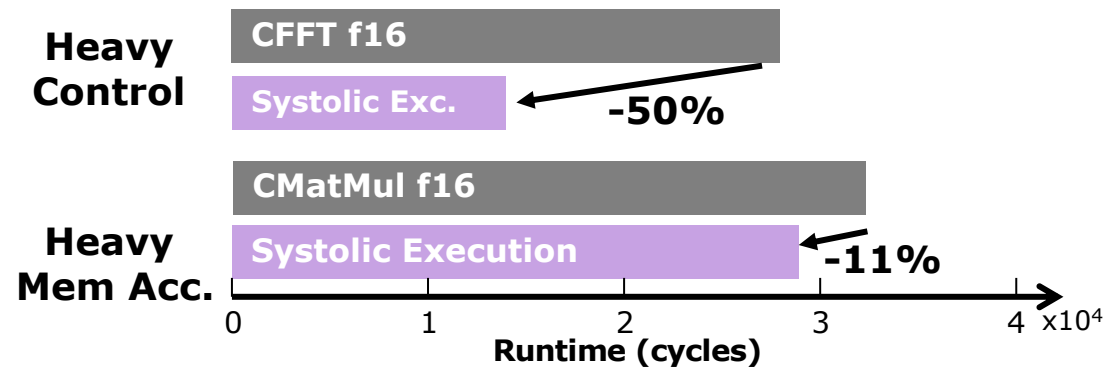 Heavy
Control
CFFT f16
Systolic Exc.
-50%
Heavy
Mem Acc.
CMatMul f16
Systolic Execution
-11%
0 1 2 3 4 x10⁴
Runtime (cycles)